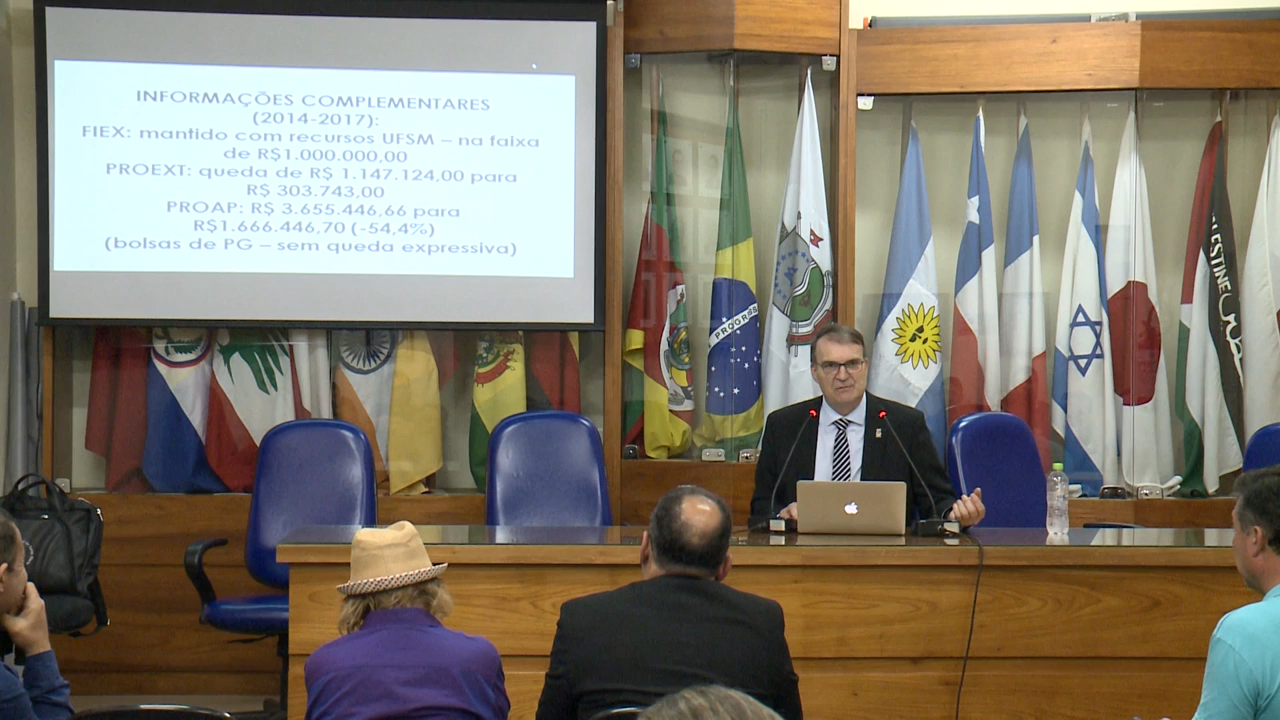 INFORMAÇÕES COMPLEMENTARES
(2014-2017):
FIEX: mantido com recursos UFSM – na faixa
de R$1.000.000,00
PROEXT: queda de R$ 1.147.124,00 para
R$ 303.743,00
PROAP: R$ 3.655.446,66 para
R$1.666.446,70 (-54,4%)
(bolsas de PG – sem queda expressiva)
PROGRES
PALESTINE